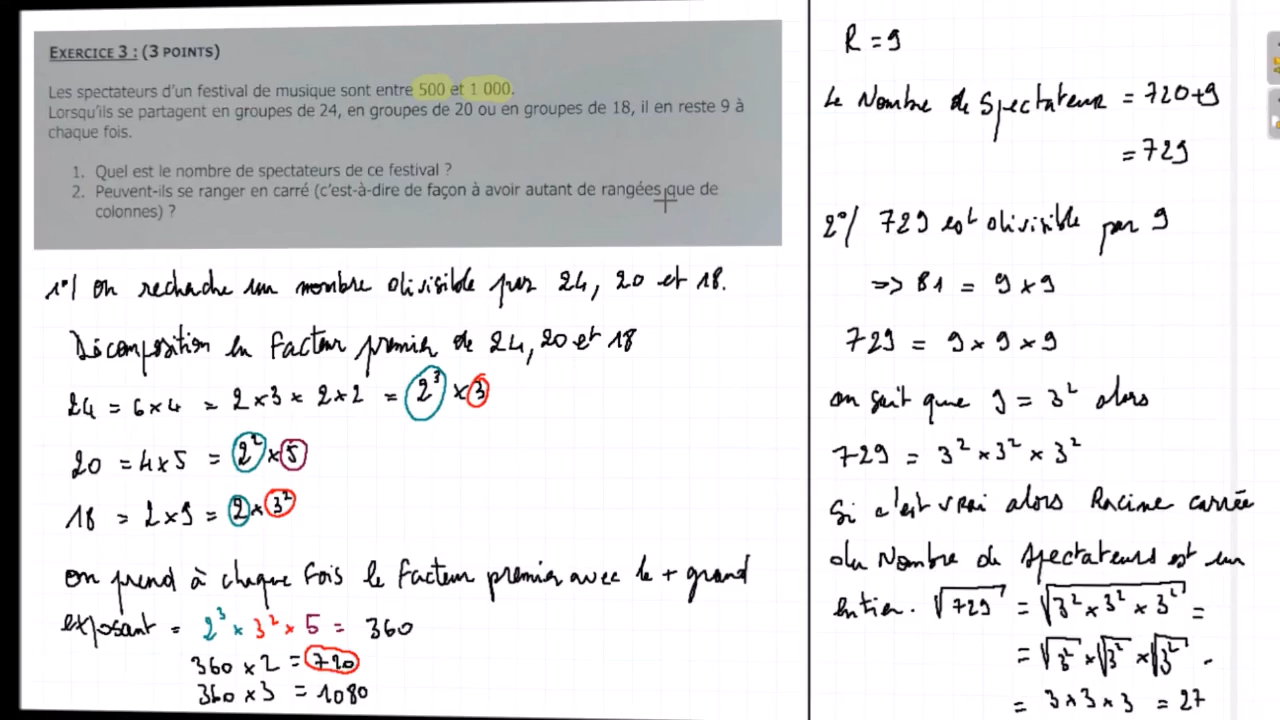 EXERCICE 3 : (3 POINTS)
Les spectateurs d'un festival de musique sont entre 500 et 1 000.
Lorsqu'ils se partagent en groupes de 24, en groupes de 20 ou en groupes de 18, il en reste 9 à
chaque fois.
1. Quel est le nombre de spectateurs de ce festival ?
2. Peuvent-ils se ranger en carré (c'est-à-dire de façon à avoir autant de rangées que de
colonnes) ?
1°/ On recherche un nombre divisible par 24, 20 et 18.
Décomposition en facteur premier de 24, 20 et 18
24 = 6 × 4 = 2 × 3 × 2 × 2 = 2³ × 3
20 = 4 × 5 = 2² × 5
18 = 2 × 9 = 2 × 3²
on prend à chaque fois le facteur premier avec le + grand
exposant = 2³ × 3² × 5 = 360
360 × 2 = 720
360 × 3 = 1080
R = 9
Le Nombre de Spectateur = 720 + 9
= 729
2°/ 729 est divisible par 9
=> 81 = 9 × 9
729 = 9 × 9 × 9
on sait que 9 = 3² alors
729 = 3² × 3² × 3²
Si c'est vrai alors Racine carrée
du Nombre de Spectateurs est un
entier. √729 = √3² × 3² × 3² =
= √3² × √3² × √3² .
= 3 × 3 × 3 = 27